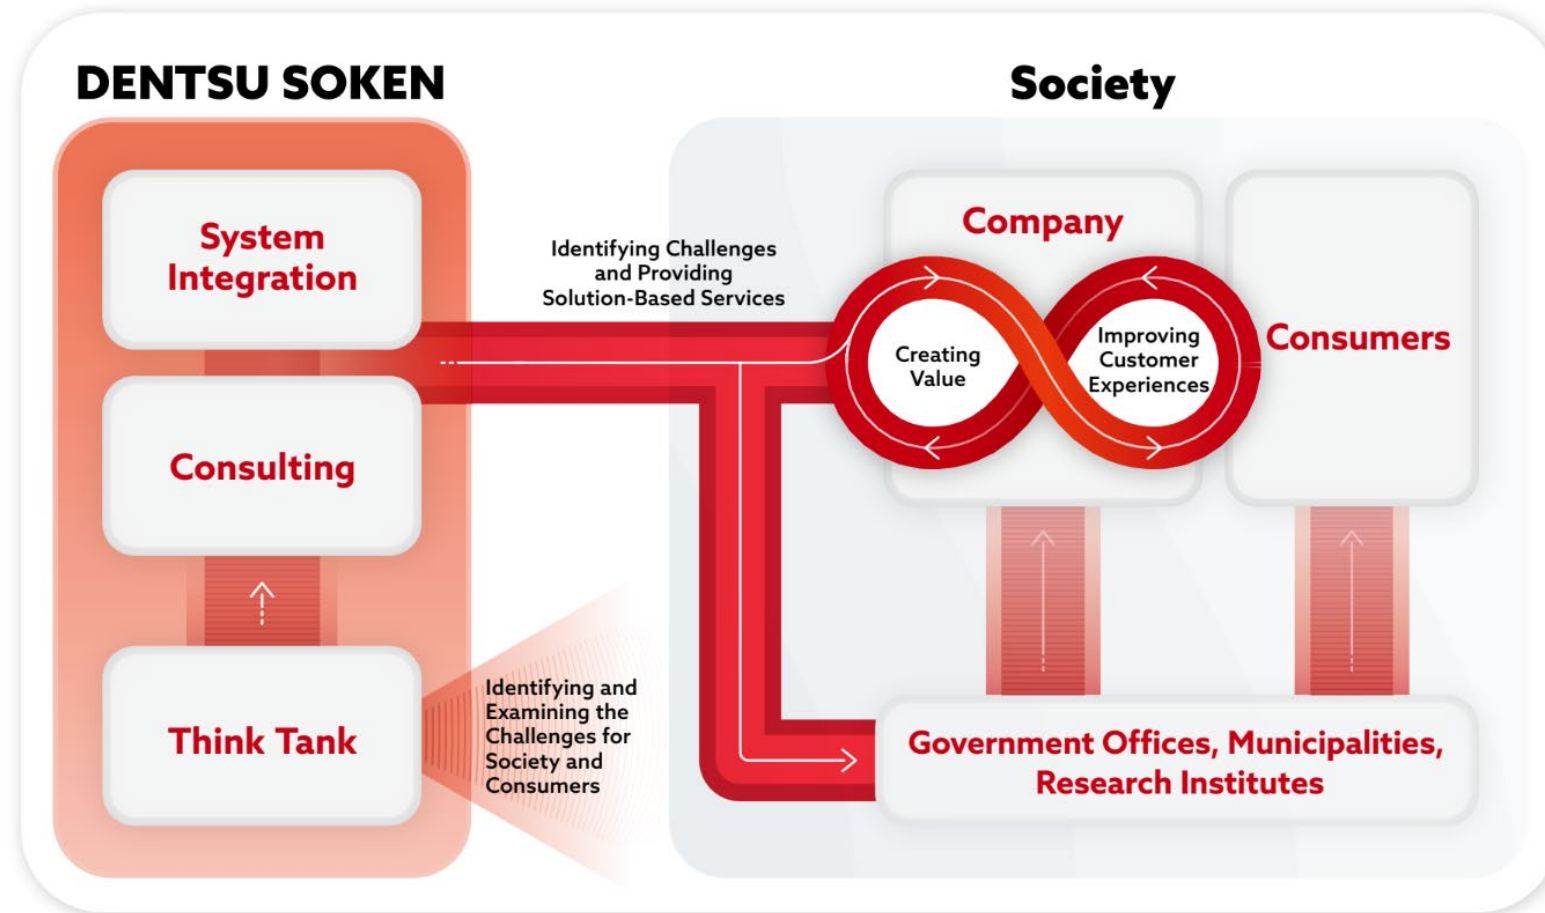 DENTSU SOKEN
System
Integration
Consulting
Think Tank
Identifying Challenges
and Providing
Solution-Based Services
Identifying and
Examining the
Challenges for
Society and
Consumers
Society
Company
Creating
Value
Improving
Customer
Experiences
Consumers
Government Offices, Municipalities,
Research Institutes